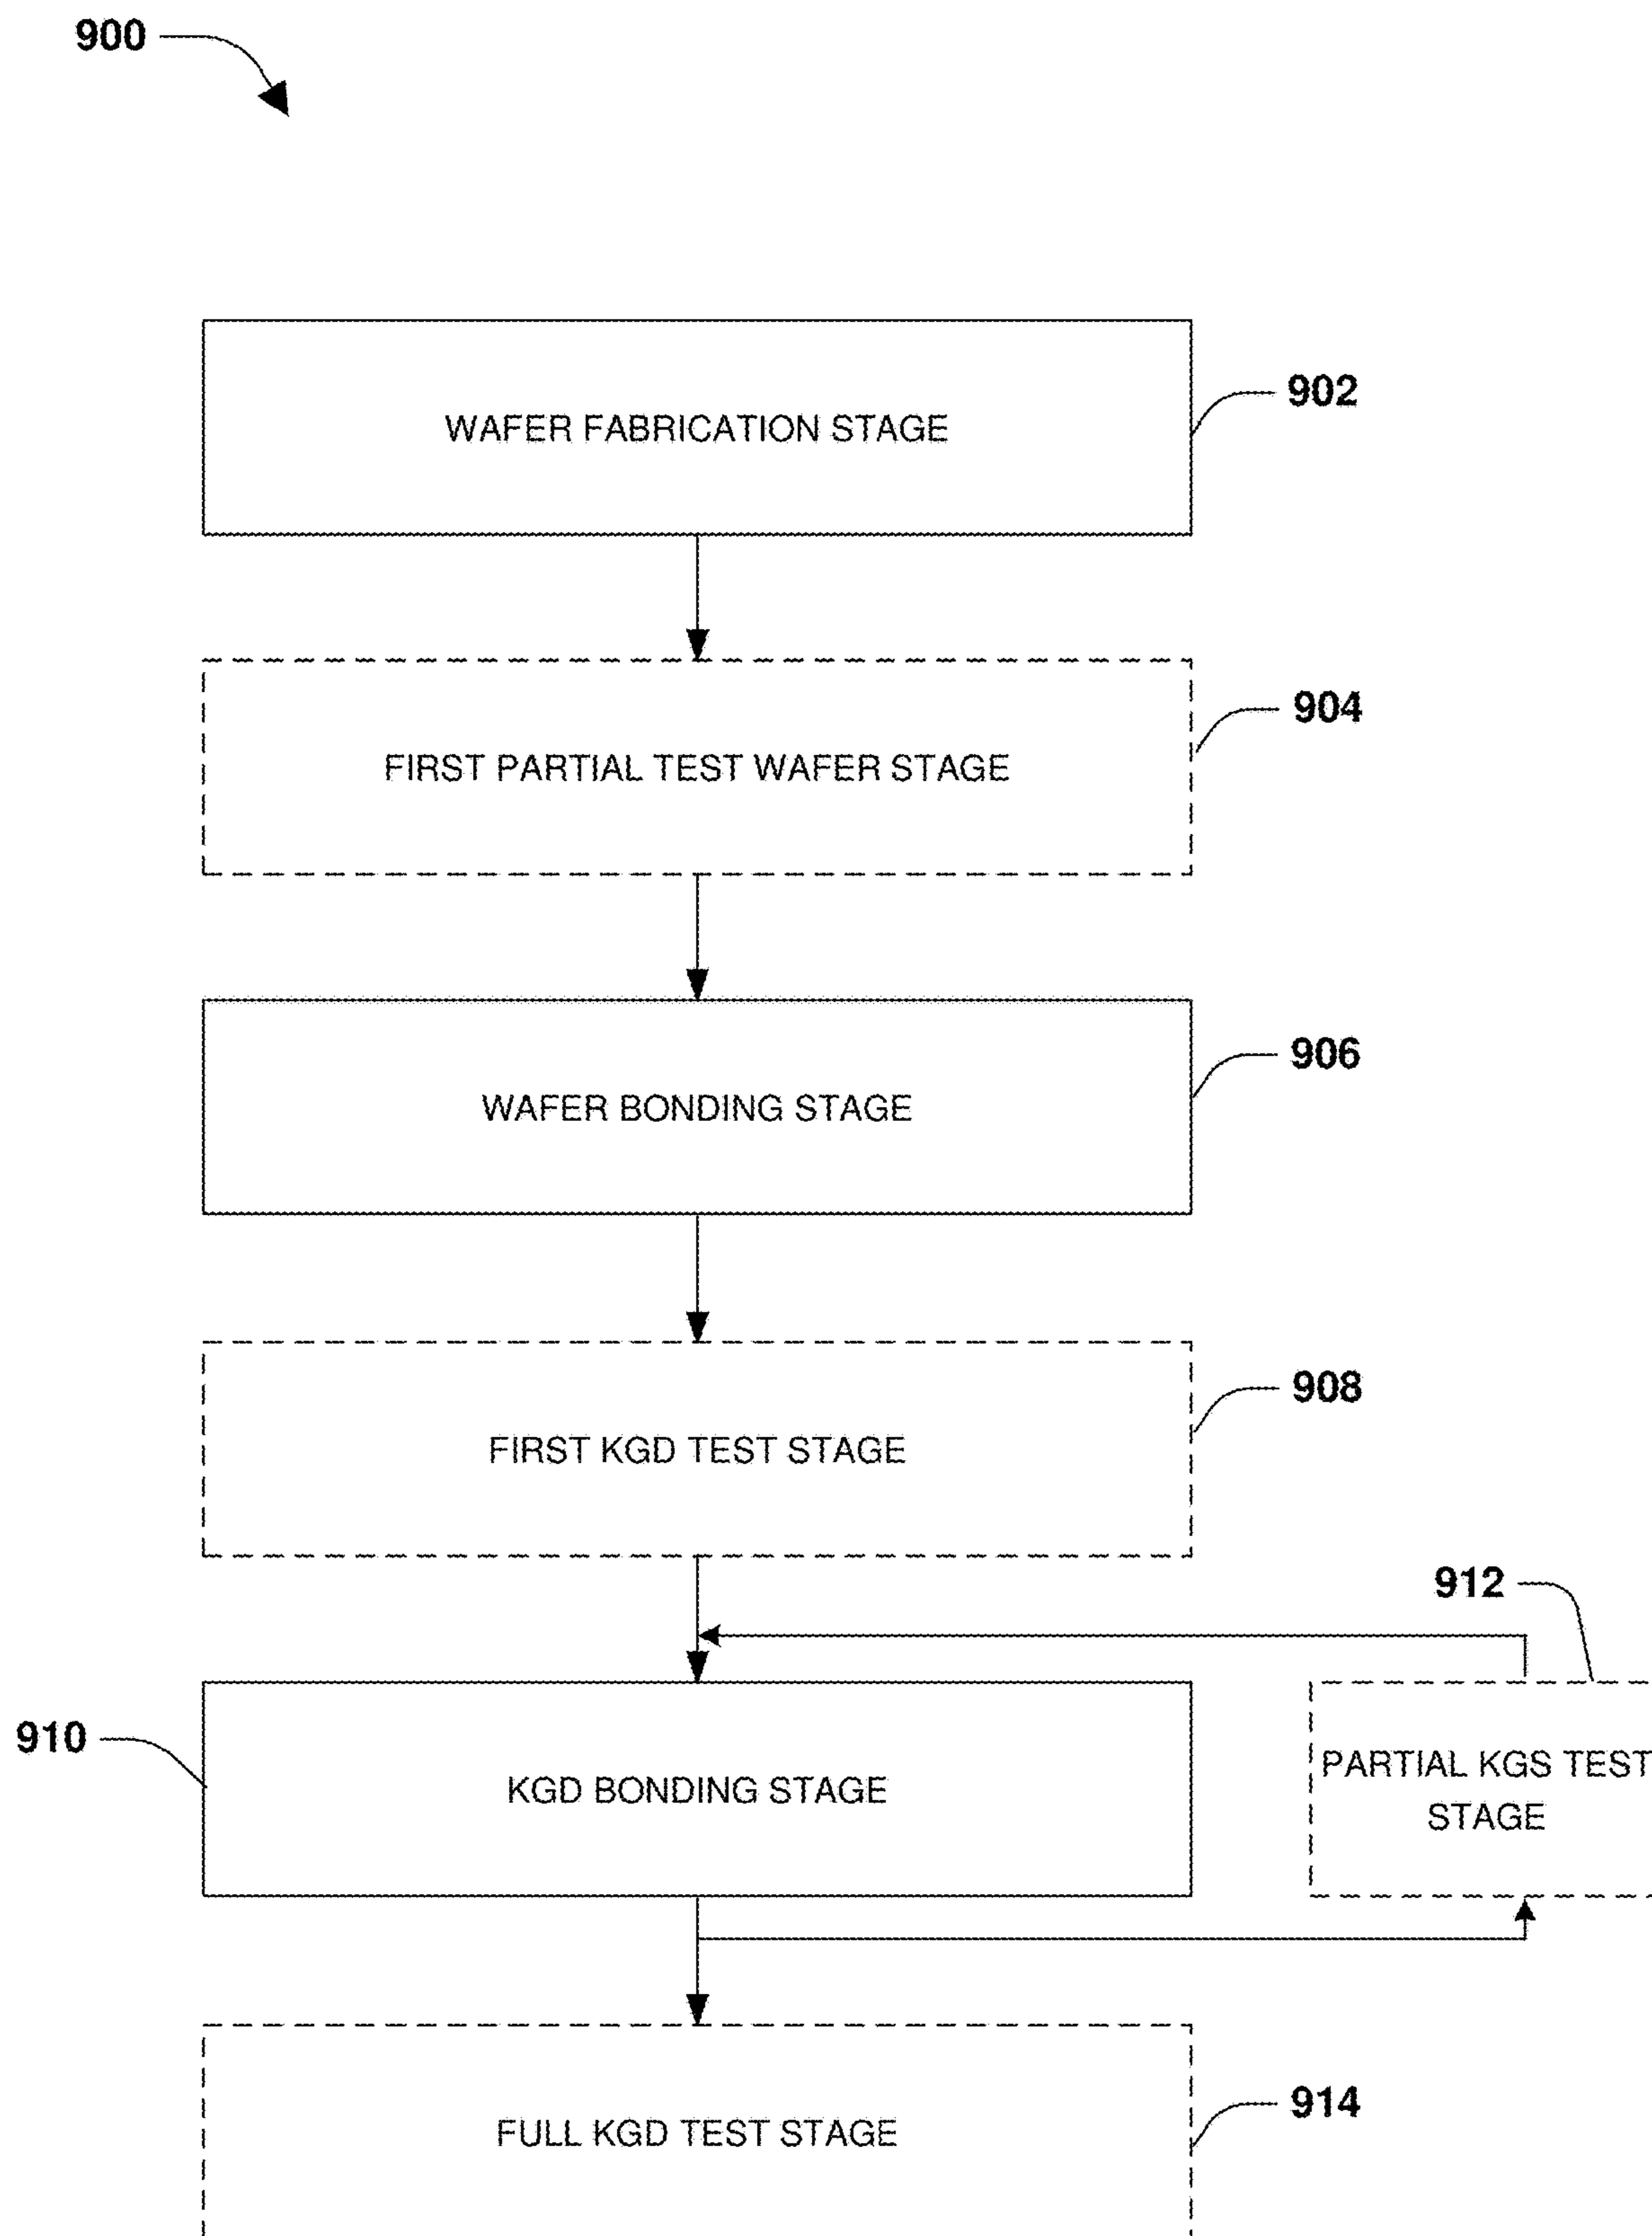 900
WAFER FABRICATION STAGE
902
FIRST PARTIAL TEST WAFER STAGE
904
WAFER BONDING STAGE
906
FIRST KGD TEST STAGE
908
912
910
KGD BONDING STAGE
PARTIAL KGS TEST
STAGE
FULL KGD TEST STAGE
914